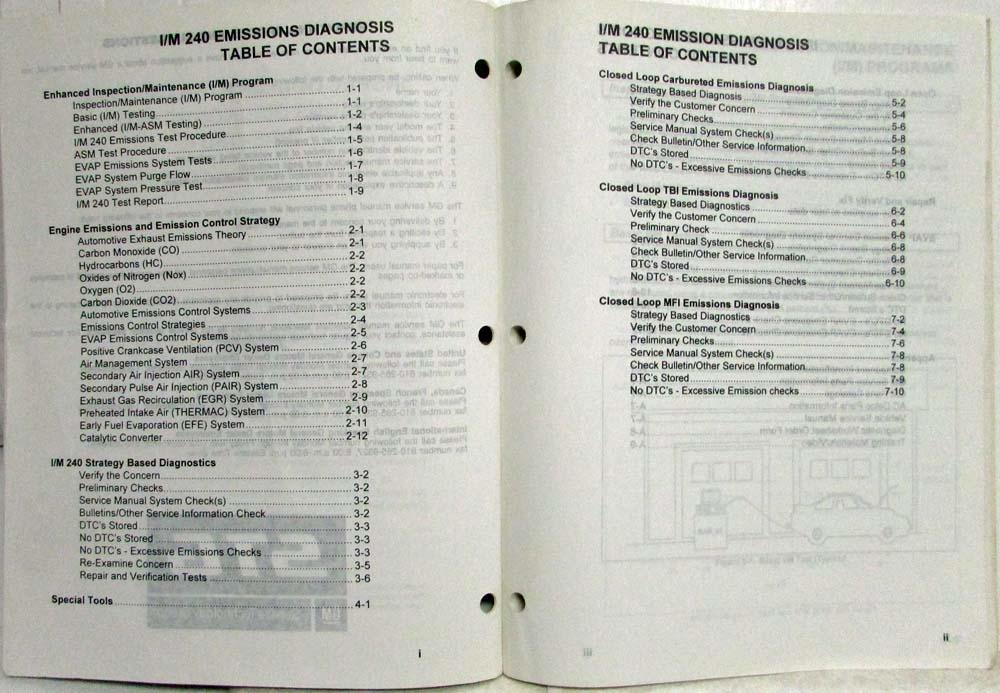 I/M 240 EMISSIONS DIAGNOSIS
TABLE OF CONTENTS
Enhanced Inspection/Maintenance (I/M) Program
Inspection/Maintenance (I/M) Program 1-1
Basic (I/M) Testing 1-1
Enhanced (I/M-ASM Testing) 1-2
I/M 240 Emissions Test Procedure 1-4
ASM Test Procedure 1-5
EVAP Emissions System Tests 1-6
EVAP System Purge Flow 1-7
EVAP System Pressure Test 1-8
I/M 240 Test Report 1-9
Engine Emissions and Emission Control Strategy
Automotive Exhaust Emissions Theory 2-1
Carbon Monoxide (CO) 2-1
Hydrocarbons (HC) 2-2
Oxides of Nitrogen (Nox) 2-2
Oxygen (O2) 2-2
Carbon Dioxide (CO2) 2-2
Automotive Emissions Control Systems 2-3
Emissions Control Strategies 2-4
EVAP Emissions Control Systems 2-5
Positive Crankcase Ventilation (PCV) System 2-6
Air Management System 2-7
Secondary Air Injection AIR) System 2-7
Secondary Pulse Air Injection (PAIR) System 2-8
Exhaust Gas Recirculation (EGR) System 2-9
Preheated Intake Air (THERMAC) System 2-10
Early Fuel Evaporation (EFE) System 2-11
Catalytic Converter 2-12
I/M 240 Strategy Based Diagnostics
Verify the Concern 3-2
Preliminary Checks 3-2
Service Manual System Check(s) 3-2
Bulletins/Other Service Information Check 3-2
DTC's Stored 3-3
No DTC's Stored 3-3
No DTC's - Excessive Emissions Checks 3-3
Re-Examine Concern 3-5
Repair and Verification Tests 3-6
Special Tools 4-1
i
I/M 240 EMISSION DIAGNOSIS
TABLE OF CONTENTS
Closed Loop Carbureted Emissions Diagnosis
Strategy Based Diagnosis 5-2
Verify the Customer Concern 5-4
Preliminary Checks 5-6
Service Manual System Check(s) 5-8
Check Bulletin/Other Service Information 5-8
DTC's Stored 5-9
No DTC's - Excessive Emissions Checks 5-10
Closed Loop TBI Emissions Diagnosis
Strategy Based Diagnostics 6-2
Verify the Customer Concern 6-4
Preliminary Check 6-6
Service Manual System Check(s) 6-8
Check Bulletin/Other Service Information 6-8
DTC's Stored 6-9
No DTC's - Excessive Emissions Checks 6-10
Closed Loop MFI Emissions Diagnosis
Strategy Based Diagnostics 7-2
Verify the Customer Concern 7-4
Preliminary Checks 7-6
Service Manual System Check(s) 7-8
Check Bulletin/Other Service Information 7-8
DTC's Stored 7-9
No DTC's - Excessive Emission checks 7-10
ii